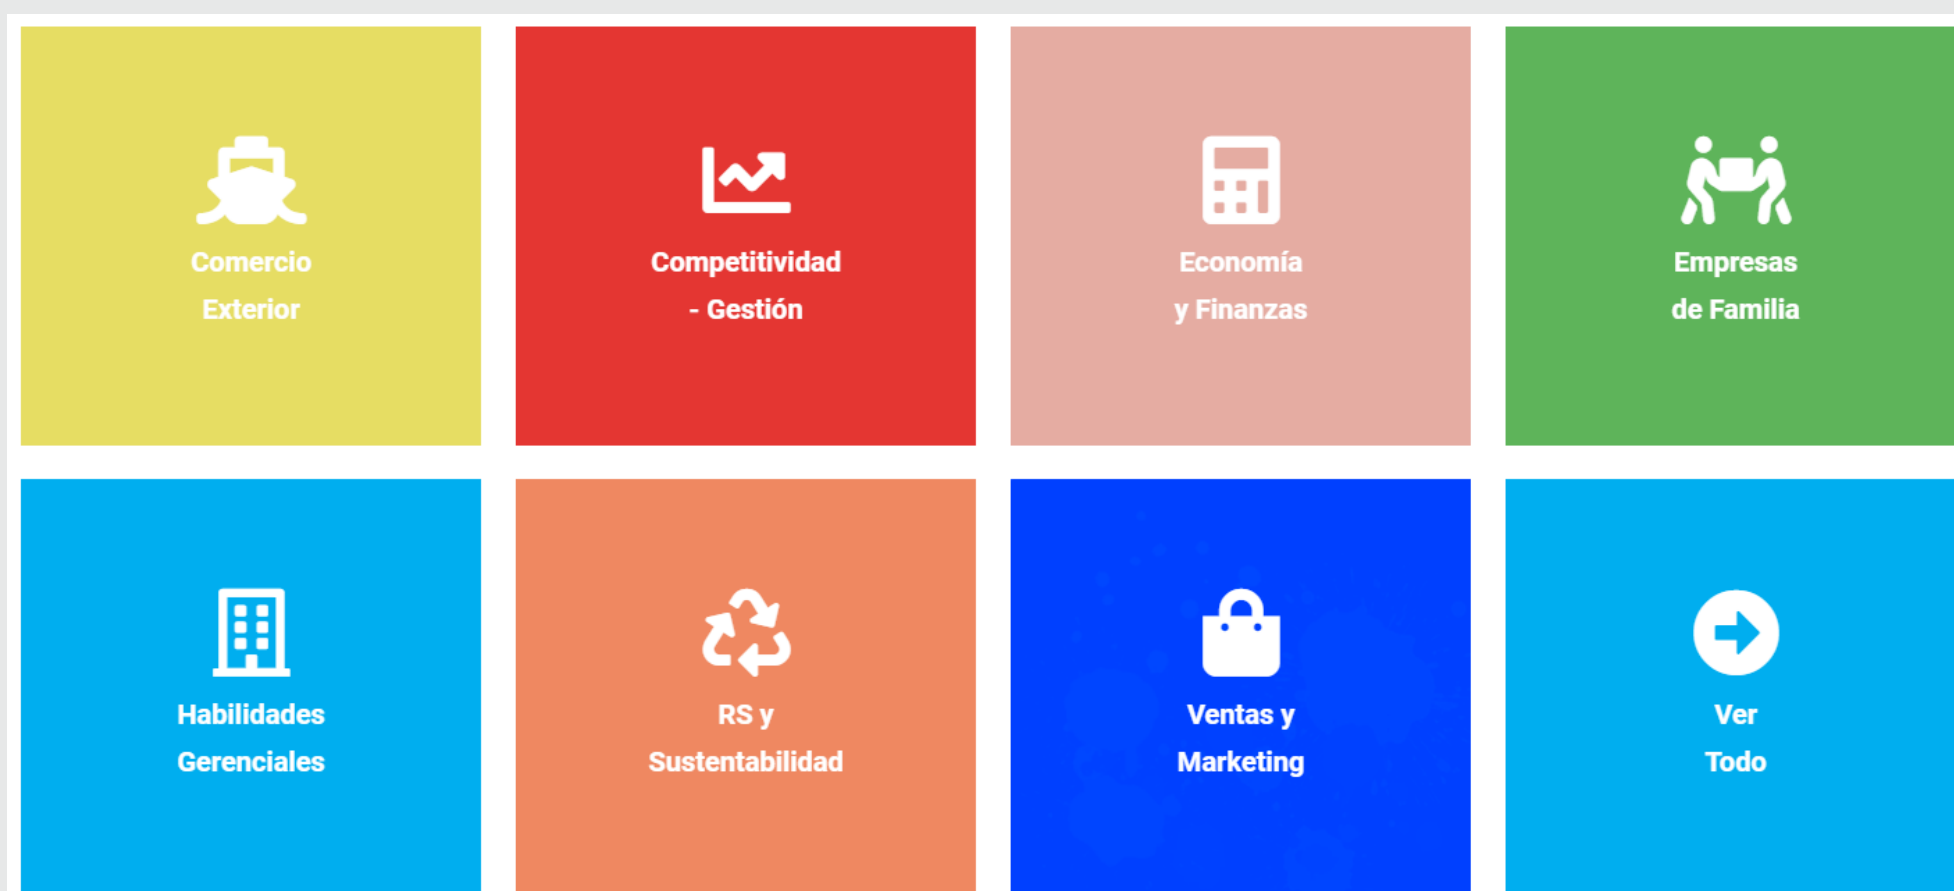 Comercio
Exterior
Competitividad
- Gestión
Economía
y Finanzas
Empresas
de Familia
Habilidades
Gerenciales
RS y
Sustentabilidad
Ventas y
Marketing
Ver
Todo